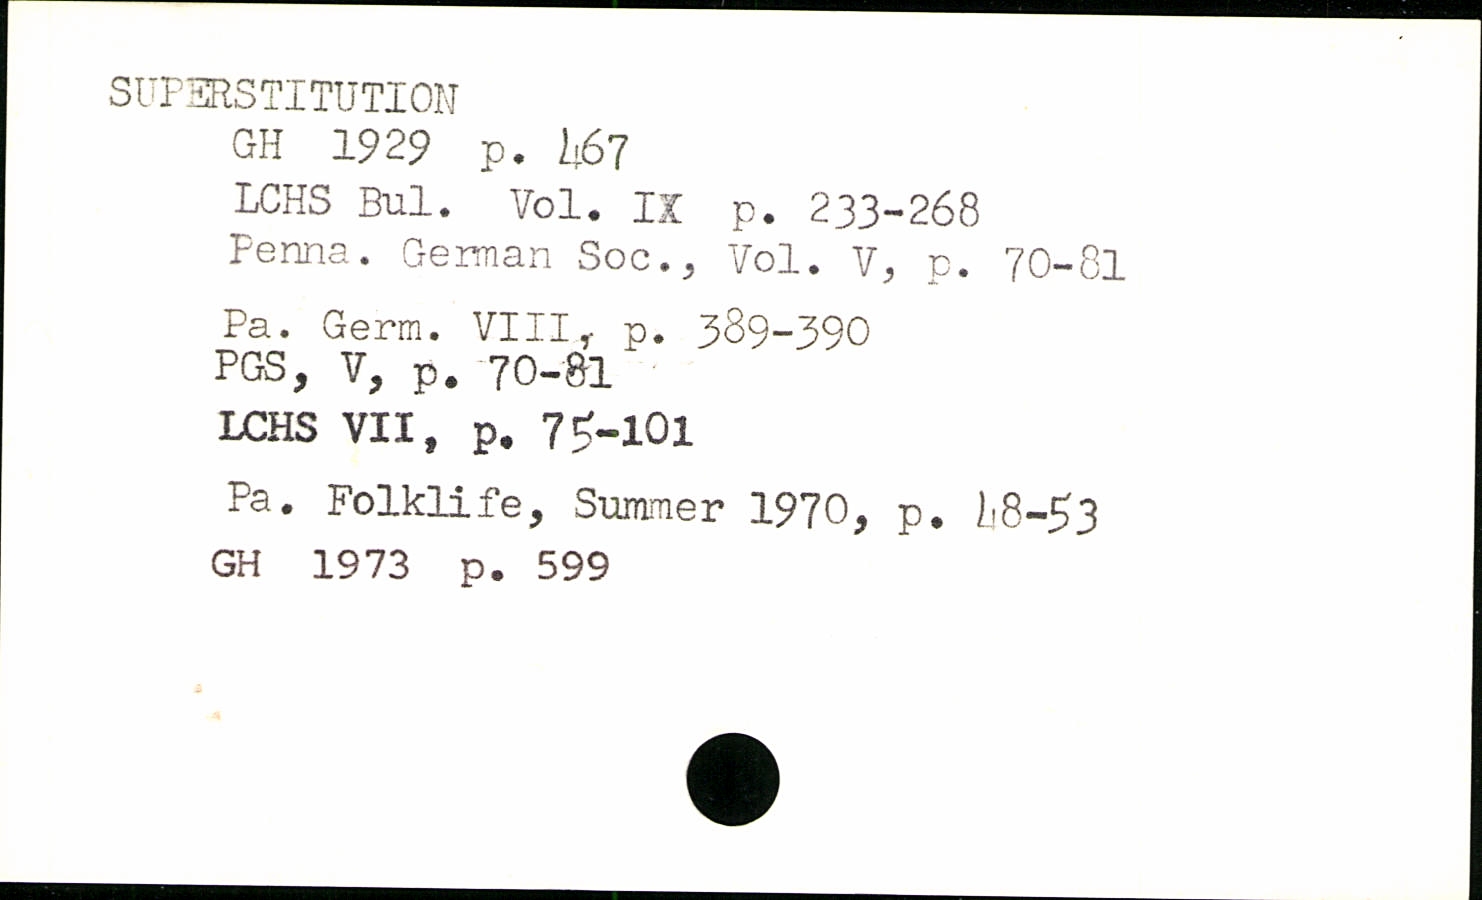 SUPERSTITUTION
GH 1929 p. 467
LCHS Bul. Vol. IX p. 233-268
Penna. German Soc., Vol. V, p. 70-81
Pa. Germ. VIII, p. 389-390
PGS, V, p. 70-81
LCHS VII, p. 75-101
Pa. Folklife, Summer 1970, p. 48-53
GH 1973 p. 599